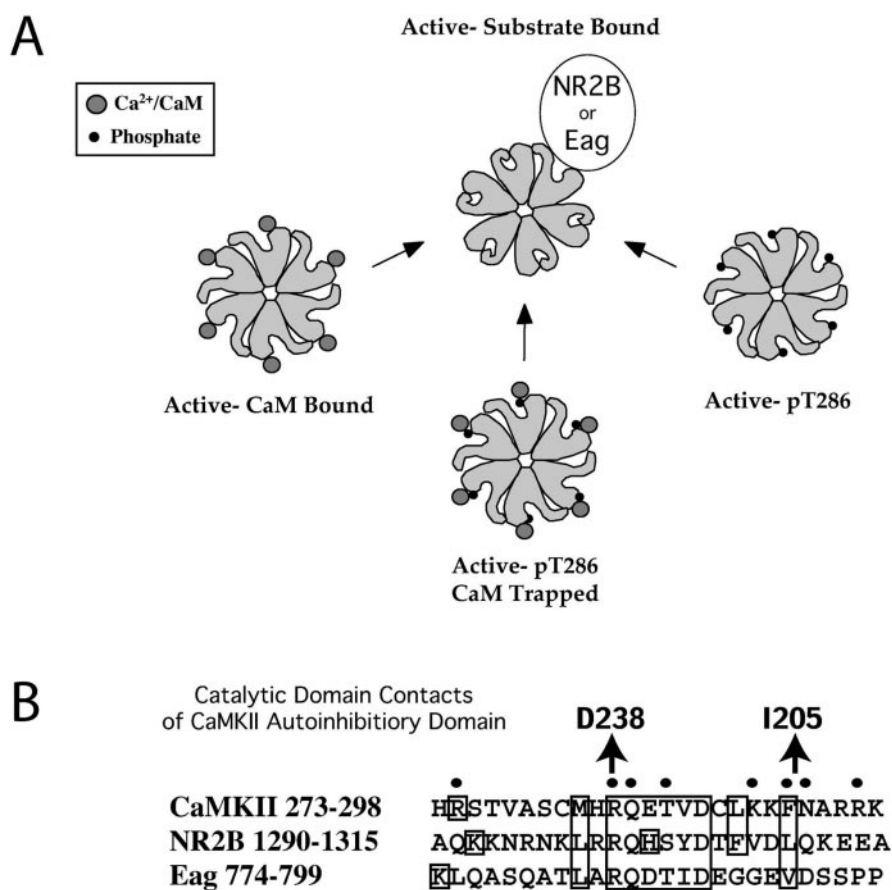 A
Active- Substrate Bound
Ca²⁺/CaM
Phosphate
NR2B
or
Eag
Active- CaM Bound
Active- pT286
Active- pT286
CaM Trapped
B
Catalytic Domain Contacts
of CaMKII Autoinhibitiory Domain
D238
I205
CaMKII 273-298 HRSTVASCMHRQETVDCLKKFNARRK
NR2B 1290-1315 AQKKNRNKLRRQHSYDTFVDLQKEEA
Eag 774-799 KLQASQATLARQDTIDEGGEVDSSPP